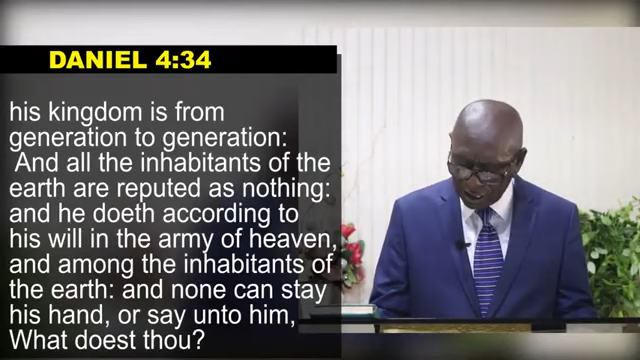 DANIEL 4:34
his kingdom is from
generation to generation:
And all the inhabitants of the
earth are reputed as nothing:
and he doeth according to
his will in the army of heaven,
and among the inhabitants of
the earth: and none can stay
his hand, or say unto him,
What doest thou?